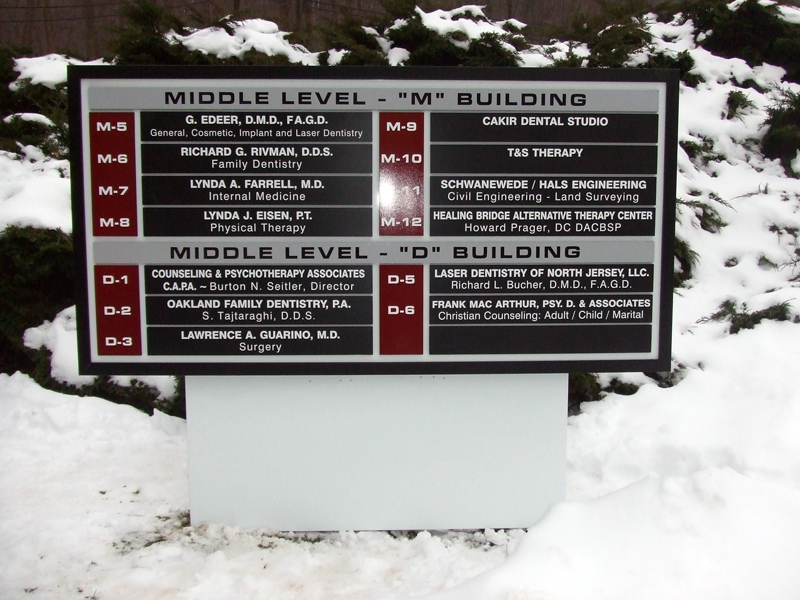 MIDDLE LEVEL - "M" BUILDING
M-5
G. EDEER, D.M.D., F.A.G.D.
General, Cosmetic, Implant and Laser Dentistry
M-6
RICHARD G. RIVMAN, D.D.S.
Family Dentistry
M-7
LYNDA A. FARRELL, M.D.
Internal Medicine
M-8
LYNDA J. EISEN, P.T.
Physical Therapy
M-9
CAKIR DENTAL STUDIO
M-10
T&S THERAPY
11
SCHWANEWEDE / HALS ENGINEERING
Civil Engineering - Land Surveying
M-12
HEALING BRIDGE ALTERNATIVE THERAPY CENTER
Howard Prager, DC DACBSP
MIDDLE LEVEL - "D" BUILDING
D-1
COUNSELING & PSYCHOTHERAPY ASSOCIATES
C.A.P.A. ~ Burton N. Seitler, Director
D-2
OAKLAND FAMILY DENTISTRY, P.A.
S. Tajtaraghi, D.D.S.
D-3
LAWRENCE A. GUARINO, M.D.
Surgery
D-5
LASER DENTISTRY OF NORTH JERSEY, LLC.
Richard L. Bucher, D.M.D., F.A.G.D.
D-6
FRANK MAC ARTHUR, PSY. D. & ASSOCIATES
Christian Counseling: Adult / Child / Marital